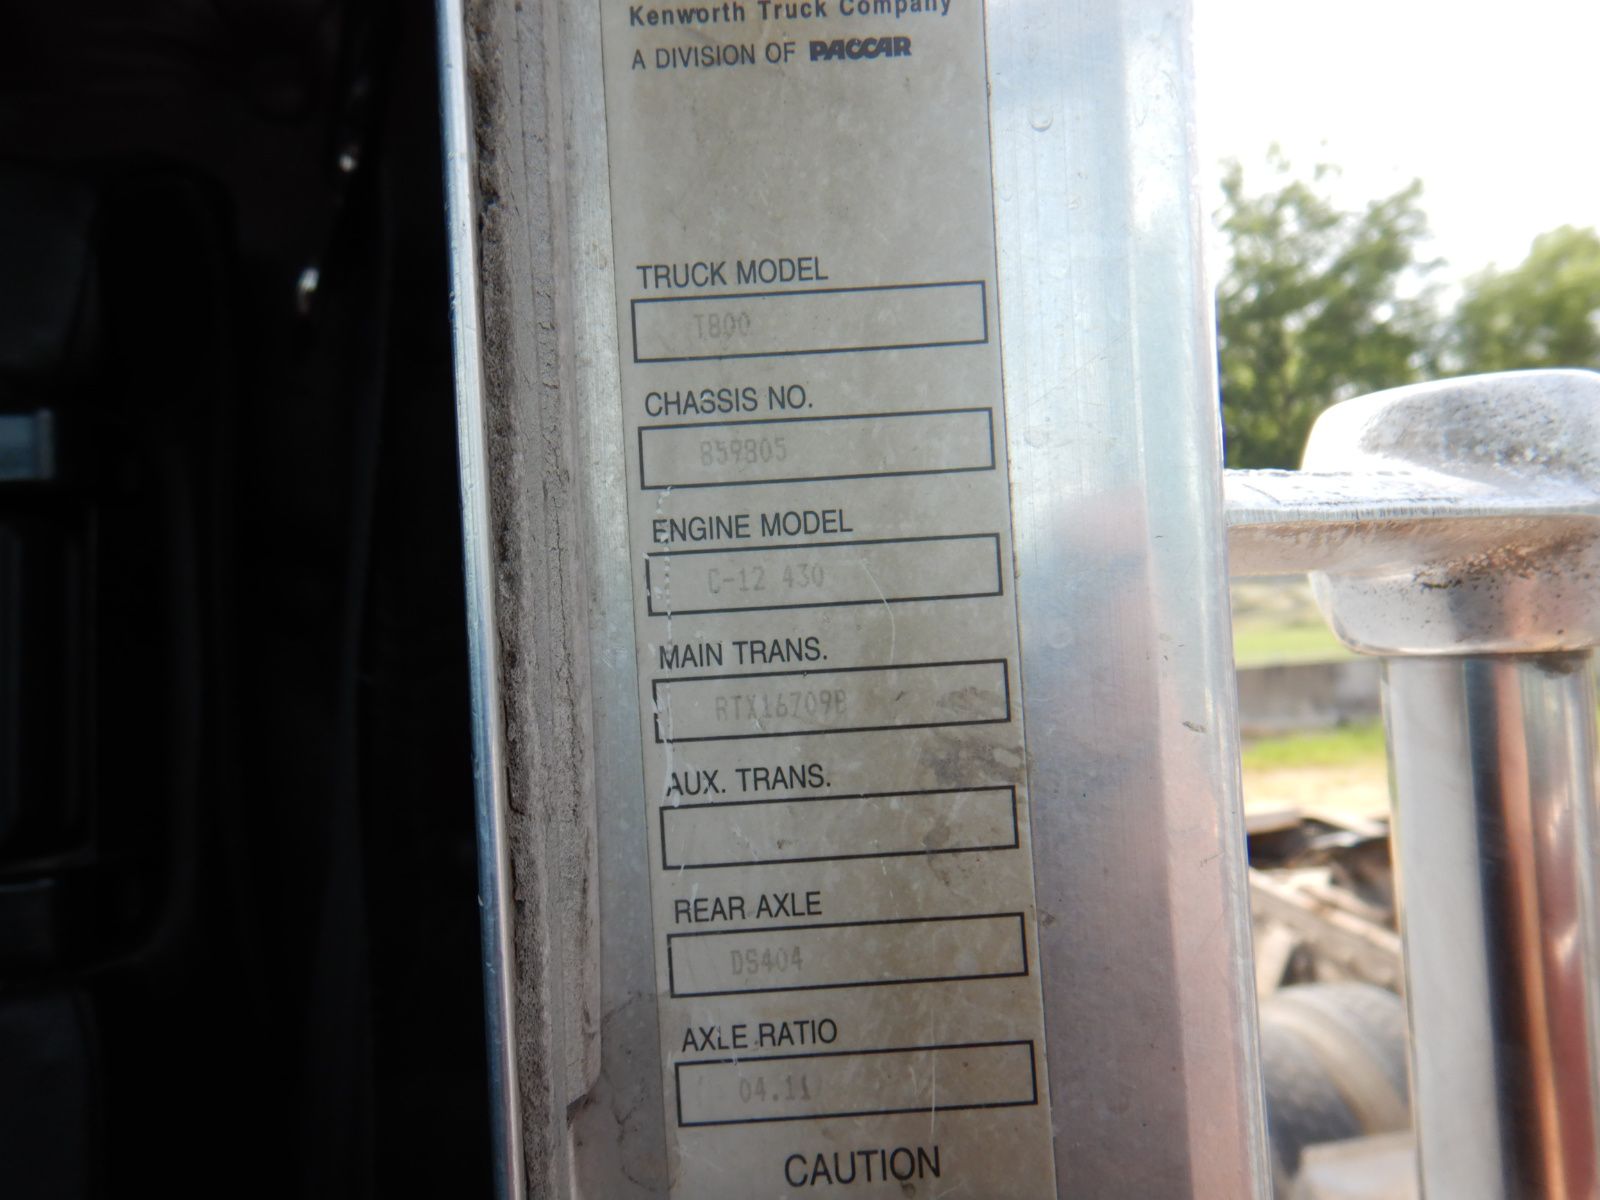 Kenworth Truck Company
A DIVISION OF PACCAR
TRUCK MODEL
T800
CHASSIS NO.
859805
ENGINE MODEL
C-12 430
MAIN TRANS.
RTX16709B
AUX. TRANS.
REAR AXLE
DS404
AXLE RATIO
04.11
CAUTION